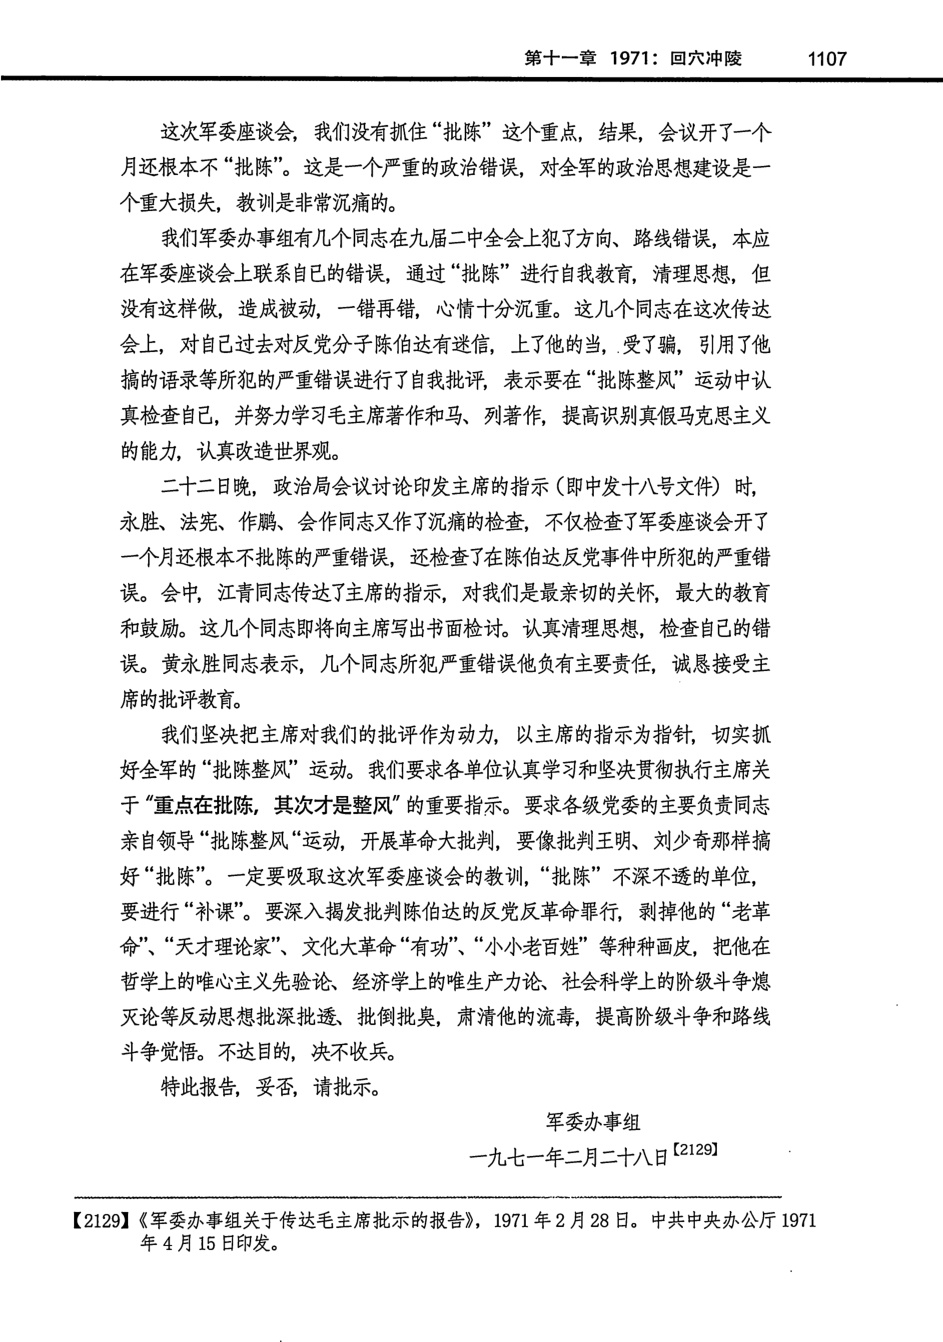 第十一章 1971：回穴冲陵 1107
这次军委座谈会，我们没有抓住“批陈”这个重点，结果，会议开了一个
月还根本不“批陈”。这是一个严重的政治错误，对全军的政治思想建设是一
个重大损失，教训是非常沉痛的。
我们军委办事组有几个同志在九届二中全会上犯了方向、路线错误，本应
在军委座谈会上联系自已的错误，通过“批陈”进行自我教育，清理思想，但
没有这样做，造成被动，一错再错，心情十分沉重。这几个同志在这次传达
会上，对自己过去对反党分子陈伯达有迷信，上了他的当，受了骗，引用了他
搞的语录等所犯的严重错误进行了自我批评，表示要在“批陈整风”运动中认
真检查自己，并努力学习毛主席著作和马、列著作，提高识别真假马克思主义
的能力，认真改造世界观。
二十二日晚，政治局会议讨论印发主席的指示（即中发十八号文件）时，
永胜、法宪、作鹏、会作同志又作了沉痛的检查，不仅检查了军委座谈会开了
一个月还根本不批陈的严重错误，还检查了在陈伯达反党事件中所犯的严重错
误。会中，江青同志传达了主席的指示，对我们是最亲切的关怀，最大的教育
和鼓励。这几个同志即将向主席写出书面检讨。认真清理思想，检查自己的错
误。黄永胜同志表示，几个同志所犯严重错误他负有主要责任，诚恳接受主
席的批评教育。
我们坚决把主席对我们的批评作为动力，以主席的指示为指针，切实抓
好全军的“批陈整风”运动。我们要求各单位认真学习和坚决贯彻执行主席关
于“重点在批陈，其次才是整风”的重要指示。要求各级党委的主要负责同志
亲自领导“批陈整风“运动，开展革命大批判，要像批判王明、刘少奇那样搞
好“批陈”。一定要吸取这次军委座谈会的教训，“批陈”不深不透的单位，
要进行“补课”。要深入揭发批判陈伯达的反党反革命罪行，剥掉他的“老革
命”、“天才理论家”、文化大革命“有功”、“小小老百姓”等种种画皮，把他在
哲学上的唯心主义先验论、经济学上的唯生产力论、社会科学上的阶级斗争熄
灭论等反动思想批深批透、批倒批臭，肃清他的流毒，提高阶级斗争和路线
斗争觉悟。不达目的，决不收兵。
特此报告，妥否，请批示。
军委办事组
一九七一年二月二十八日【2129】
【2129】《军委办事组关于传达毛主席批示的报告》，1971 年 2 月 28 日。中共中央办公厅 1971
年 4 月 15 日印发。